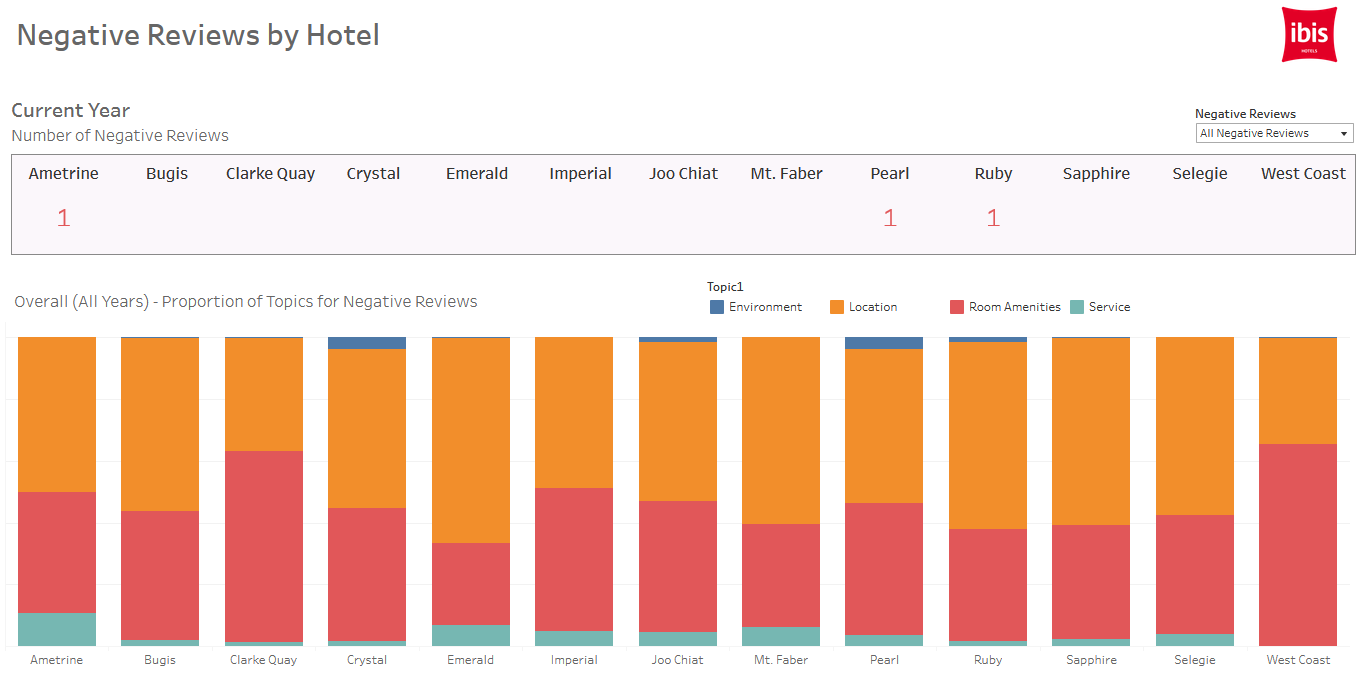 Negative Reviews by Hotel
ibis
HOTELS
Current Year
Number of Negative Reviews
Negative Reviews
All Negative Reviews
Ametrine Bugis Clarke Quay Crystal Emerald Imperial Joo Chiat Mt. Faber Pearl Ruby Sapphire Selegie West Coast
1 1 1
Overall (All Years) - Proportion of Topics for Negative Reviews
Topic1
Environment Location Room Amenities Service
Ametrine Bugis Clarke Quay Crystal Emerald Imperial Joo Chiat Mt. Faber Pearl Ruby Sapphire Selegie West Coast